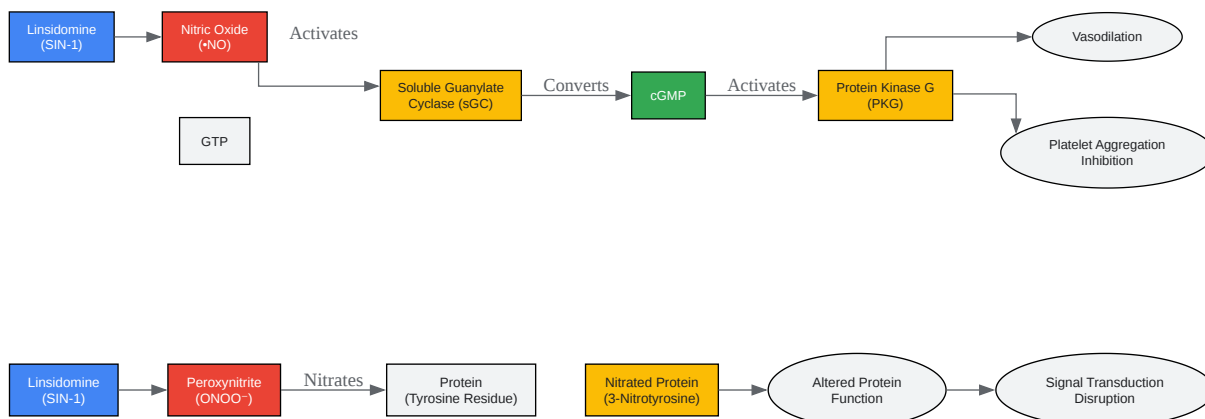 Linsidomine
(SIN-1)
Nitric Oxide
(•NO)
Activates
Vasodilation
Soluble Guanylate
Cyclase (sGC)
Converts
cGMP
Activates
Protein Kinase G
(PKG)
GTP
Platelet Aggregation
Inhibition
Linsidomine
(SIN-1)
Peroxynitrite
(ONOO⁻)
Nitrates
Protein
(Tyrosine Residue)
Nitrated Protein
(3-Nitrotyrosine)
Altered Protein
Function
Signal Transduction
Disruption